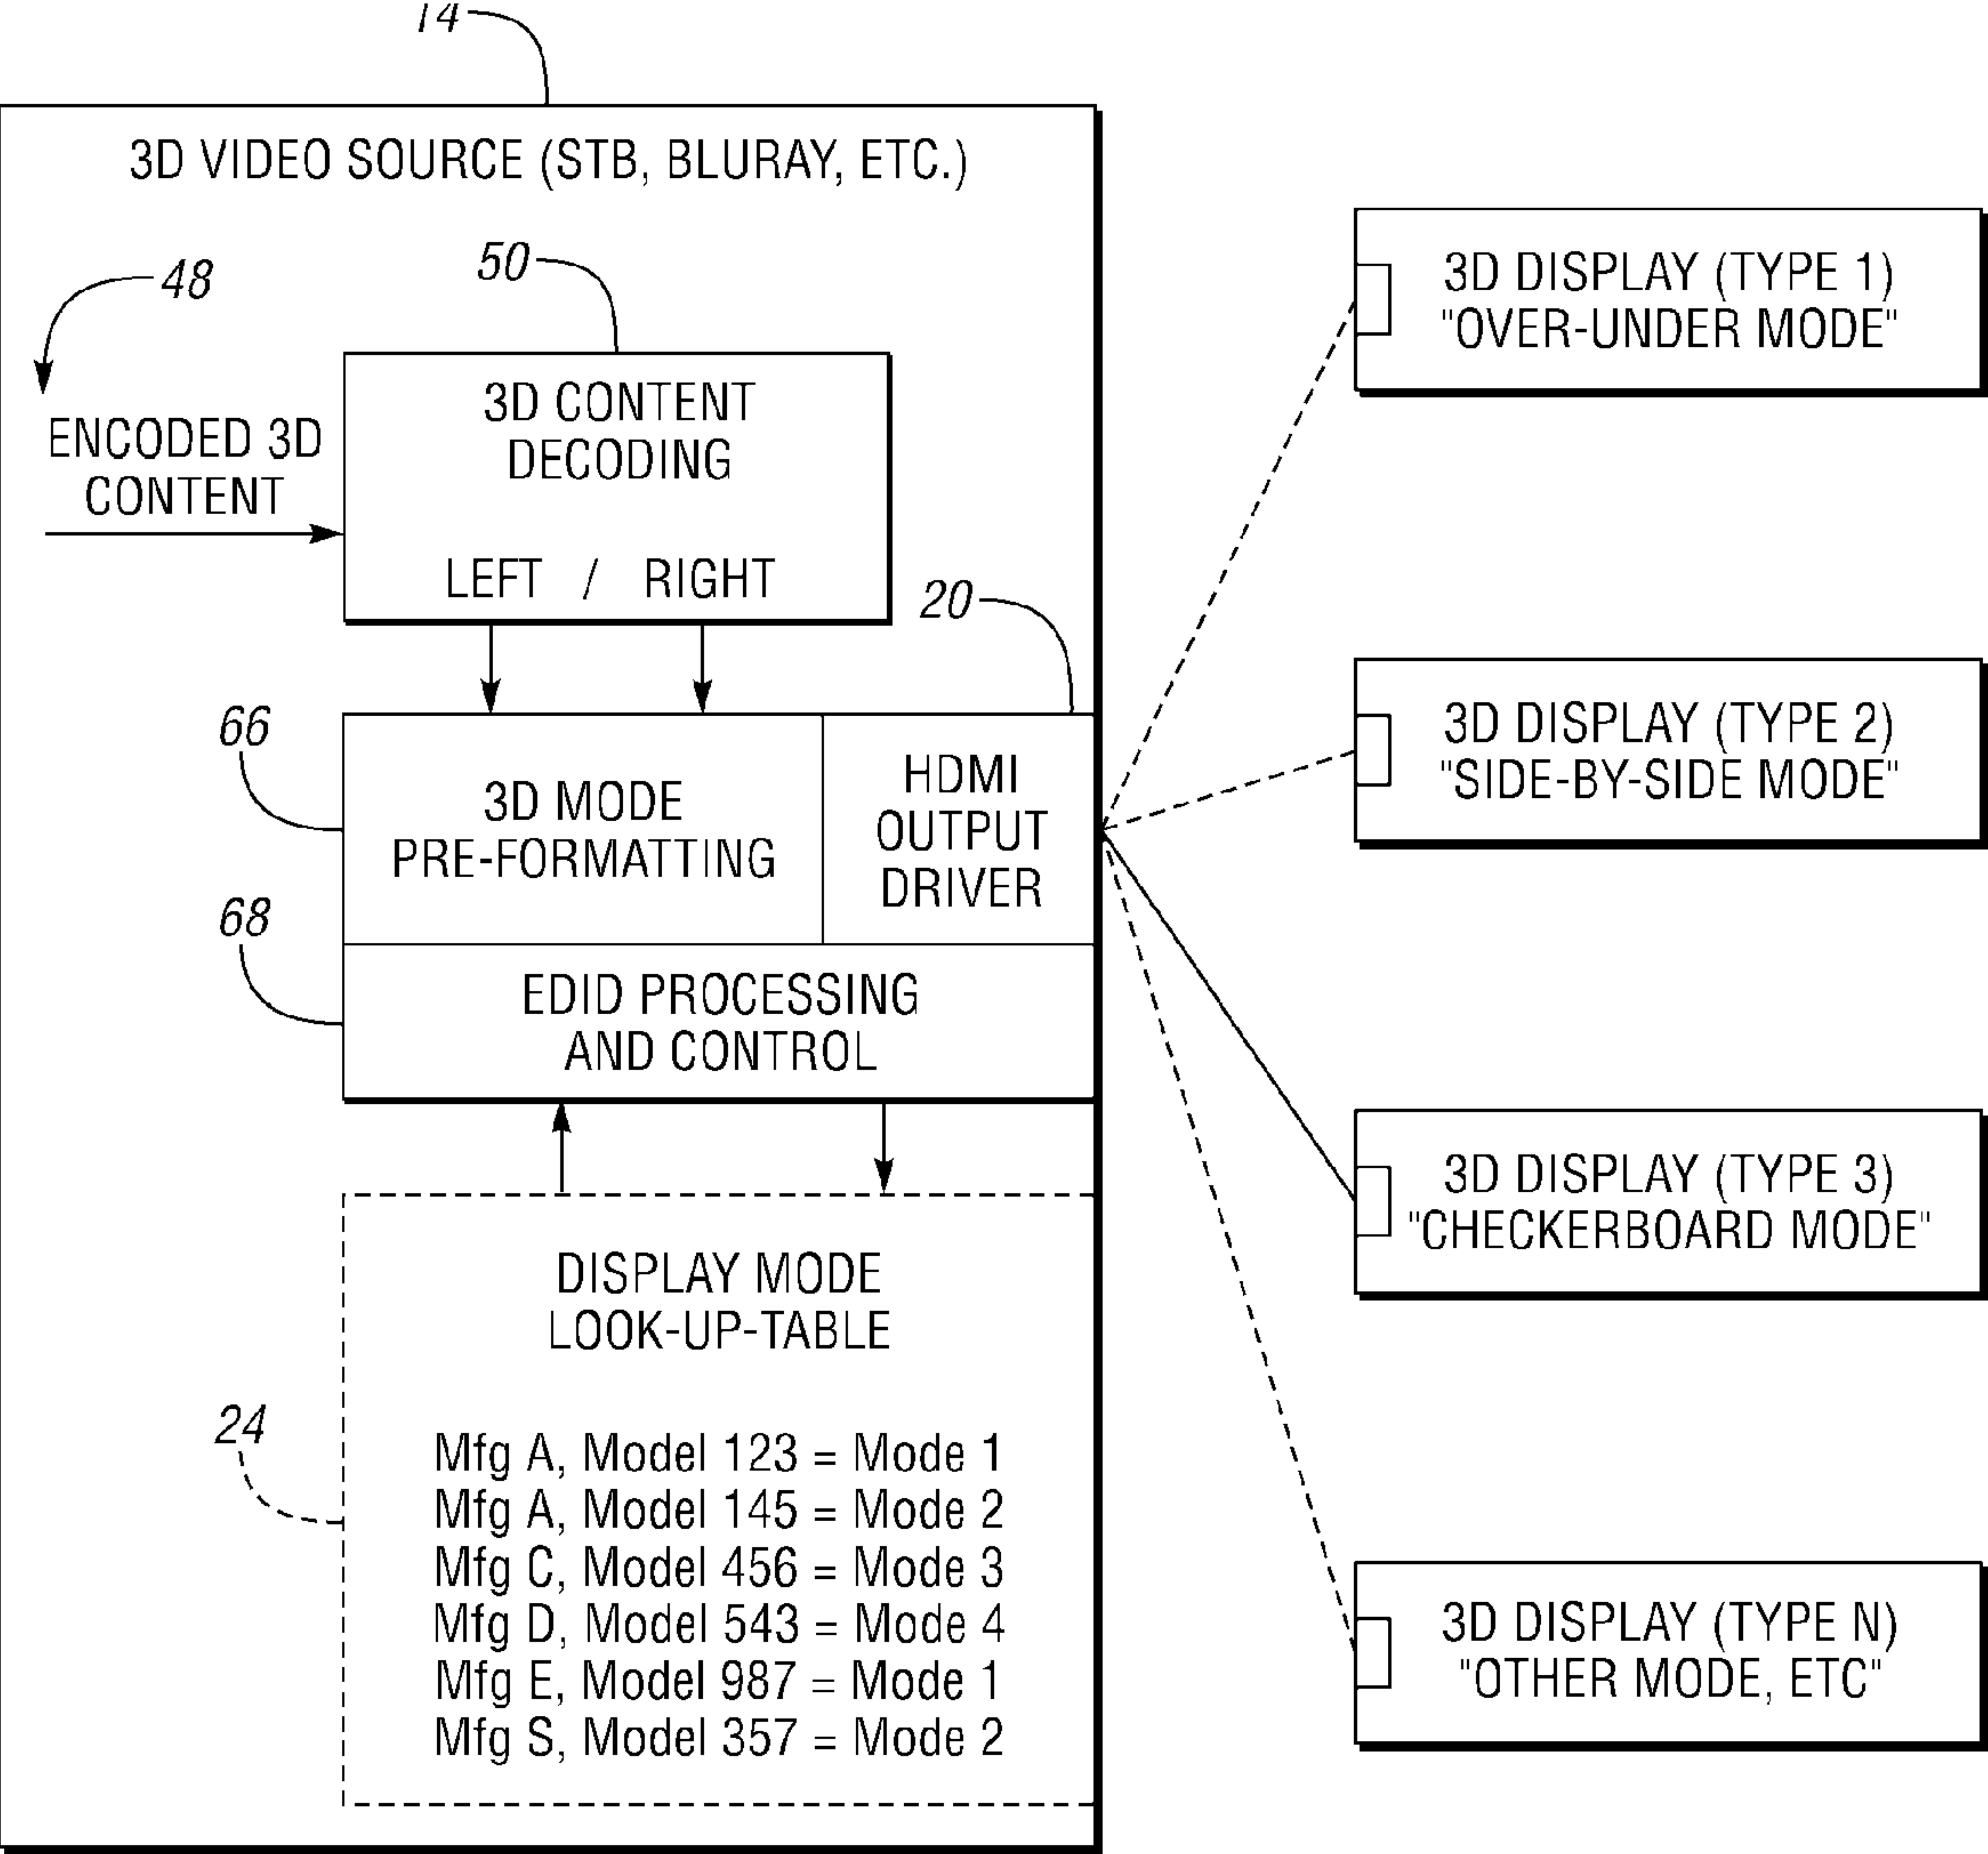 14
3D VIDEO SOURCE (STB, BLURAY, ETC.)
48
50
ENCODED 3D
CONTENT
3D CONTENT
DECODING
LEFT / RIGHT
20
66
3D MODE
PRE-FORMATTING
HDMI
OUTPUT
DRIVER
68
EDID PROCESSING
AND CONTROL
DISPLAY MODE
LOOK-UP-TABLE
24
Mfg A, Model 123 = Mode 1
Mfg A, Model 145 = Mode 2
Mfg C, Model 456 = Mode 3
Mfg D, Model 543 = Mode 4
Mfg E, Model 987 = Mode 1
Mfg S, Model 357 = Mode 2
3D DISPLAY (TYPE 1)
"OVER-UNDER MODE"
3D DISPLAY (TYPE 2)
"SIDE-BY-SIDE MODE"
3D DISPLAY (TYPE 3)
"CHECKERBOARD MODE"
3D DISPLAY (TYPE N)
"OTHER MODE, ETC"